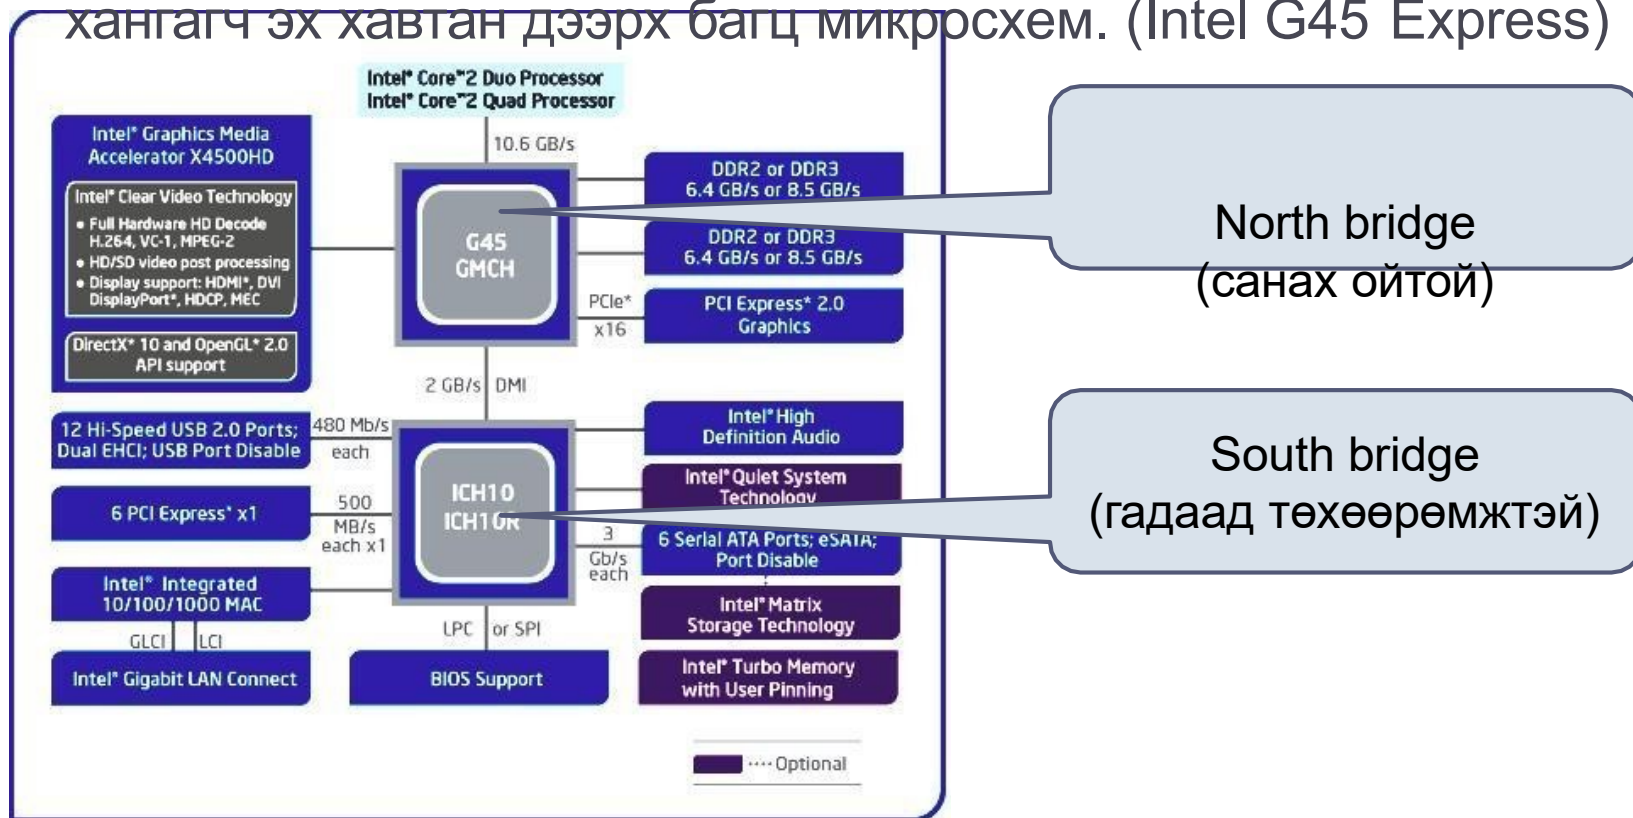 хангагч эх хавтан дээрх багц микросхем. (Intel G45 Express)
Intel® Core™2 Duo Processor
Intel® Core™2 Quad Processor
10.6 GB/s
Intel® Graphics Media
Accelerator X4500HD
Intel® Clear Video Technology
• Full Hardware HD Decode
H.264, VC-1, MPEG-2
• HD/SD video post processing
• Display support: HDMI*, DVI
DisplayPort*, HDCP, MEC
DirectX* 10 and OpenGL* 2.0
API support
G45
GMCH
DDR2 or DDR3
6.4 GB/s or 8.5 GB/s
DDR2 or DDR3
6.4 GB/s or 8.5 GB/s
PCIe*
x16
PCI Express* 2.0
Graphics
North bridge
(санах ойтой)
2 GB/s DMI
12 Hi-Speed USB 2.0 Ports;
Dual EHCI; USB Port Disable
480 Mb/s
each
6 PCI Express* x1
500
MB/s
each x1
Intel® Integrated
10/100/1000 MAC
GLCI LCI
Intel® Gigabit LAN Connect
ICH10
ICH10R
LPC or SPI
BIOS Support
Intel® High
Definition Audio
Intel® Quiet System
Technology
3
Gb/s
each
6 Serial ATA Ports; eSATA;
Port Disable
Intel® Matrix
Storage Technology
Intel® Turbo Memory
with User Pinning
South bridge
(гадаад төхөөрөмжтэй)
Optional